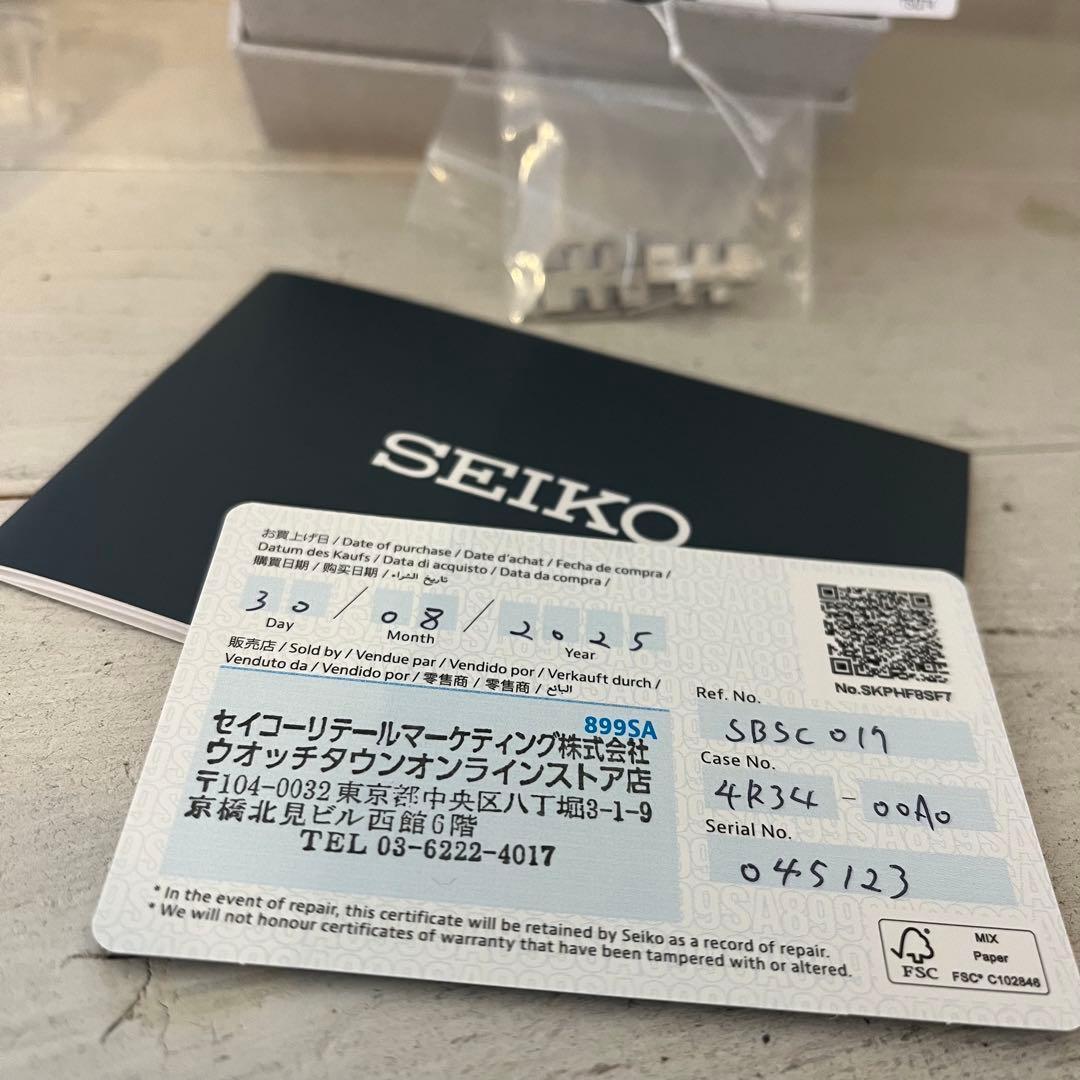 SEIKO
お買上げ日 / Date of purchase / Date d'achat / Fecha de compra /
Datum des Kaufs / Data di acquisto / Data da compra /
購買日期 / 购买日期 / تاريخ الشراء
30 / 08 / 2025
Day Month Year
販売店 / Sold by / Vendue par / Vendido por / Verkauft durch /
Venduto da / Vendido por / 零售商 / 零售商 / البائع
899SA
セイコーリテールマーケティング株式会社
ウオッチタウンオンラインストア店
〒104-0032 東京都中央区八丁堀3-1-9
京橋北見ビル西館6階
TEL 03-6222-4017
No.SKPHF8SF7
Ref. No.
SBSC019
Case No.
4R34 - 00A0
Serial No.
045123
* In the event of repair, this certificate will be retained by Seiko as a record of repair.
* We will not honour certificates of warranty that have been tampered with or altered.
FSC
MIX
Paper
FSC® C102848